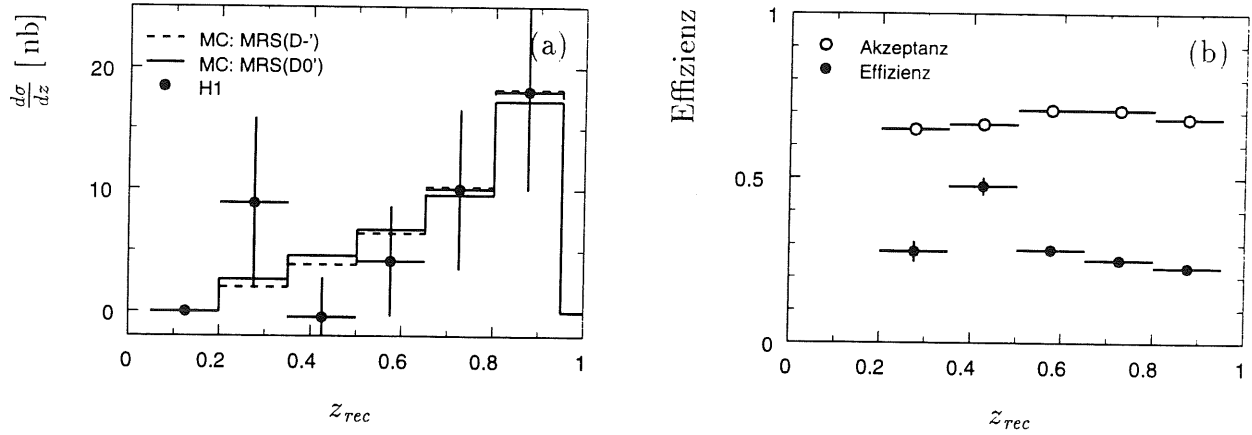 dσ/dz [nb]
(a)
MC: MRS(D-')
MC: MRS(D0')
H1
20
10
0
0 0.2 0.4 0.6 0.8 1
z_rec
Effizienz
(b)
Akzeptanz
Effizienz
1
0.5
0
0 0.2 0.4 0.6 0.8 1
z_rec